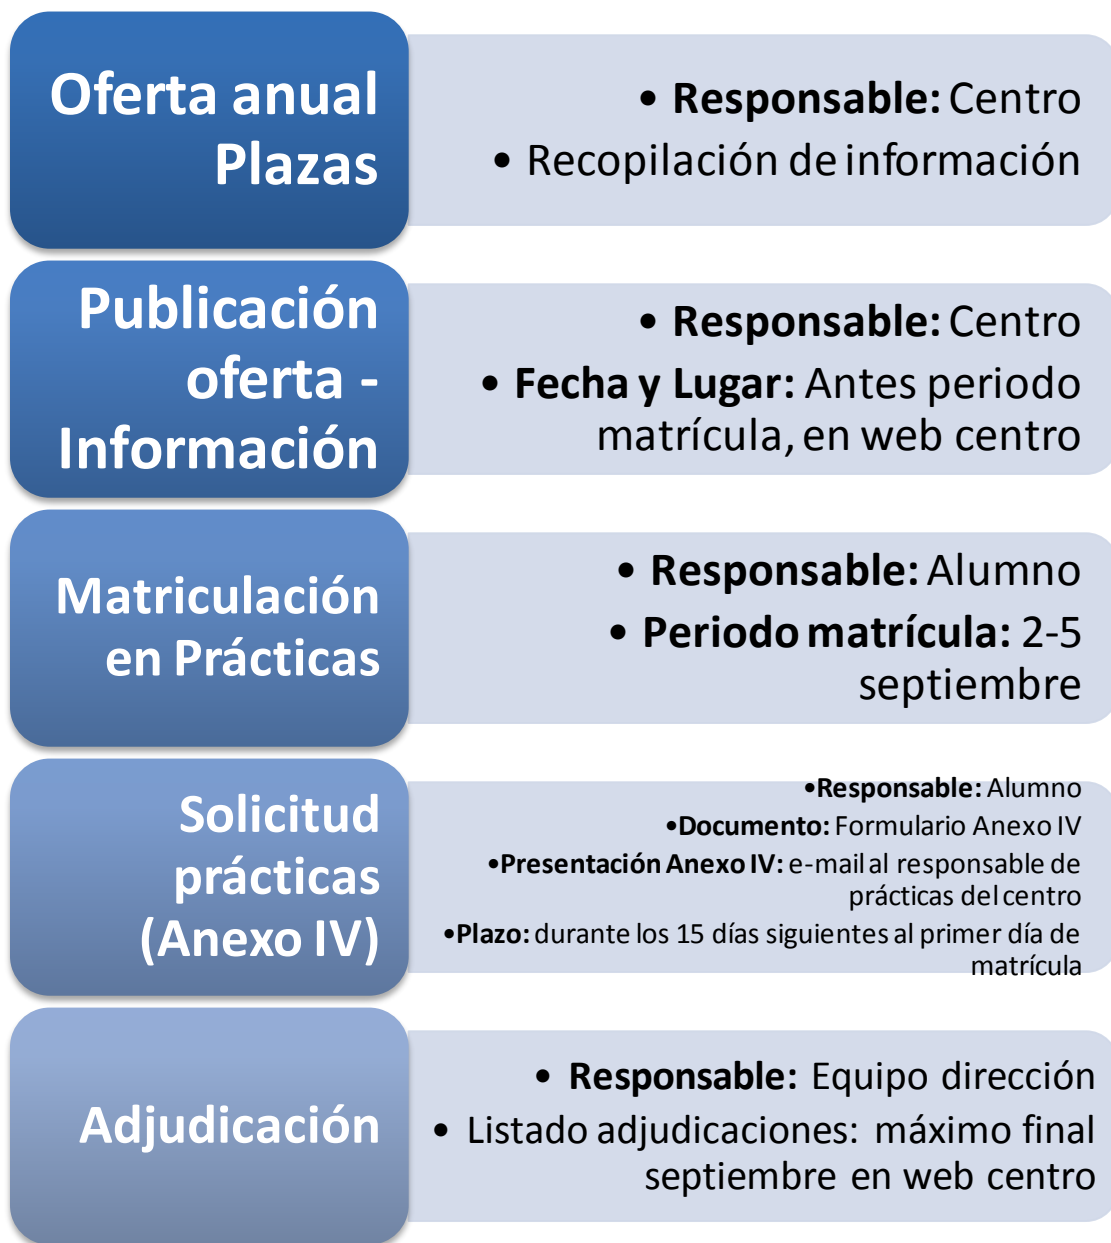 Oferta anual
Plazas
• Responsable: Centro
• Recopilación de información
Publicación
oferta -
Información
• Responsable: Centro
• Fecha y Lugar: Antes periodo
matrícula, en web centro
Matriculación
en Prácticas
• Responsable: Alumno
• Periodo matrícula: 2-5
septiembre
Solicitud
prácticas
(Anexo IV)
•Responsable: Alumno
•Documento: Formulario Anexo IV
•Presentación Anexo IV: e-mail al responsable de
prácticas del centro
•Plazo: durante los 15 días siguientes al primer día de
matrícula
Adjudicación
• Responsable: Equipo dirección
• Listado adjudicaciones: máximo final
septiembre en web centro